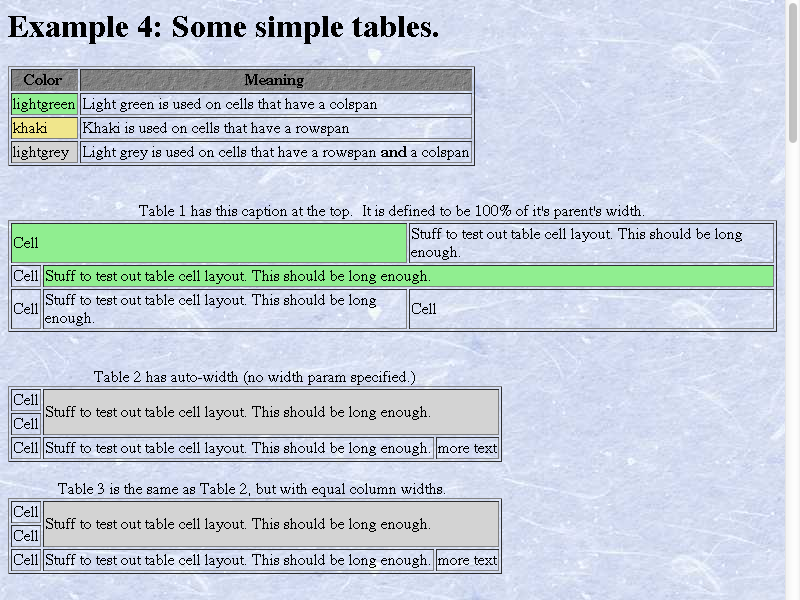 Example 4: Some simple tables.
Color Meaning
lightgreen Light green is used on cells that have a colspan
khaki Khaki is used on cells that have a rowspan
lightgrey Light grey is used on cells that have a rowspan and a colspan
Table 1 has this caption at the top.  It is defined to be 100% of it's parent's width.
Cell Stuff to test out table cell layout. This should be long
enough.
Cell Stuff to test out table cell layout. This should be long enough.
Cell Stuff to test out table cell layout. This should be long
enough. Cell
Table 2 has auto-width (no width param specified.)
Cell Stuff to test out table cell layout. This should be long enough.
Cell
Cell Stuff to test out table cell layout. This should be long enough. more text
Table 3 is the same as Table 2, but with equal column widths.
Cell Stuff to test out table cell layout. This should be long enough.
Cell
Cell Stuff to test out table cell layout. This should be long enough. more text